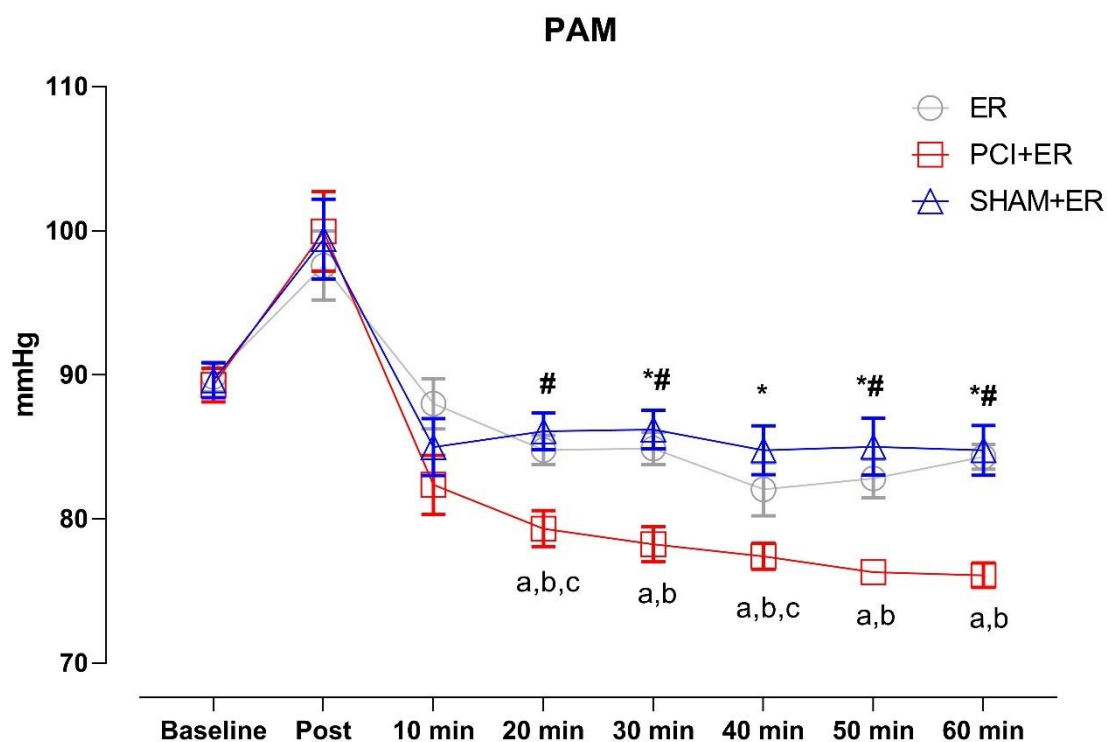 PAM
110
ER
PCI+ER
SHAM+ER
100
mmHg
90
# *# * *# *#
80
a,b,c a,b a,b,c a,b a,b
70
Baseline Post 10 min 20 min 30 min 40 min 50 min 60 min